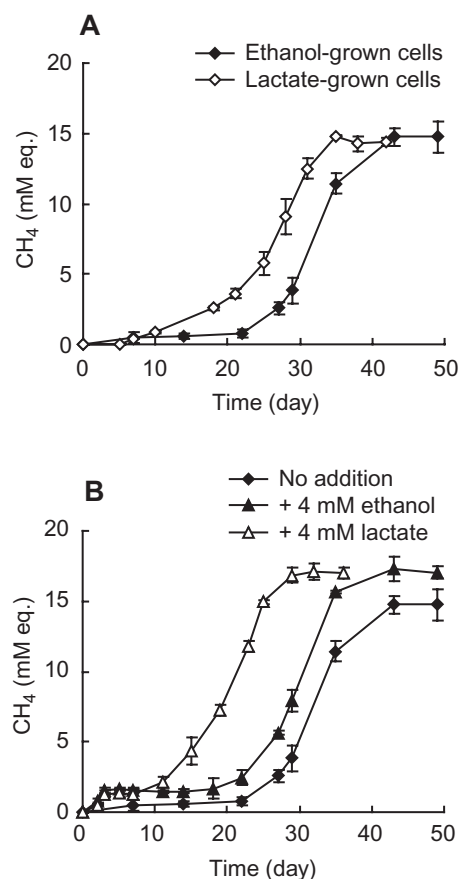 A
Ethanol-grown cells
Lactate-grown cells
20
15
10
5
0
CH₄ (mM eq.)
0 10 20 30 40 50
Time (day)
B
No addition
+ 4 mM ethanol
+ 4 mM lactate
20
15
10
5
0
CH₄ (mM eq.)
0 10 20 30 40 50
Time (day)